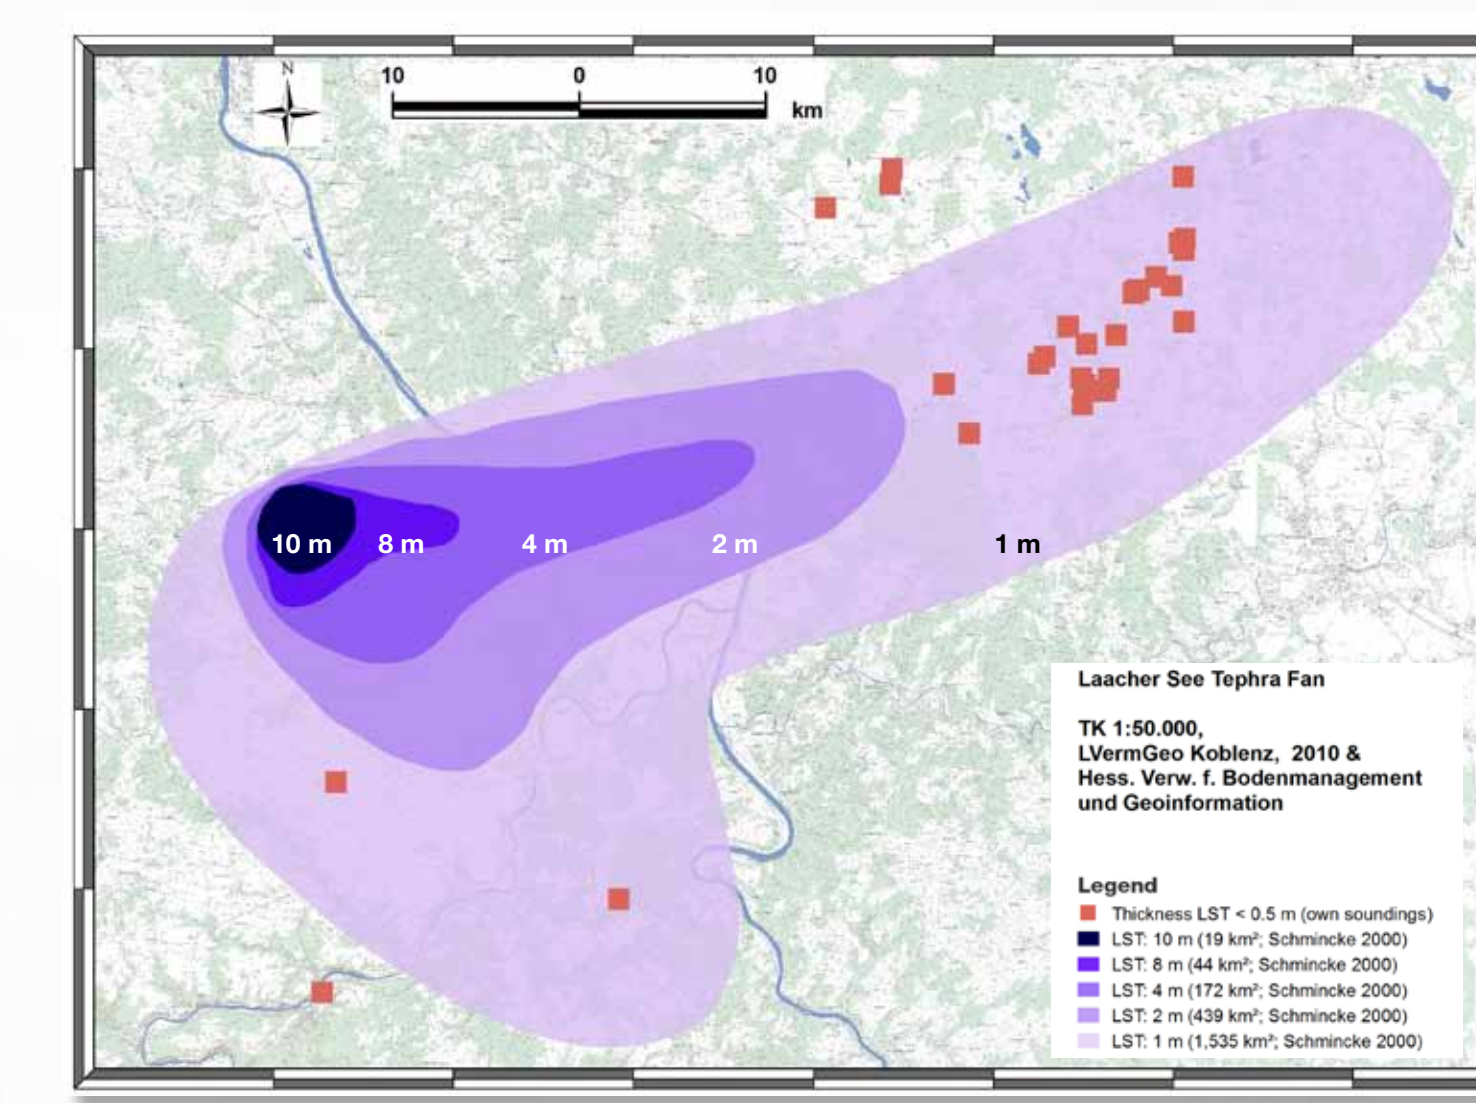 N
10 0 10
km
10 m 8 m 4 m 2 m 1 m
Laacher See Tephra Fan
TK 1:50.000,
LVermGeo Koblenz, 2010 &
Hess. Verw. f. Bodenmanagement
und Geoinformation
Legend
Thickness LST < 0.5 m (own soundings)
LST: 10 m (19 km²; Schmincke 2000)
LST: 8 m (44 km²; Schmincke 2000)
LST: 4 m (172 km²; Schmincke 2000)
LST: 2 m (439 km²; Schmincke 2000)
LST: 1 m (1,535 km²; Schmincke 2000)